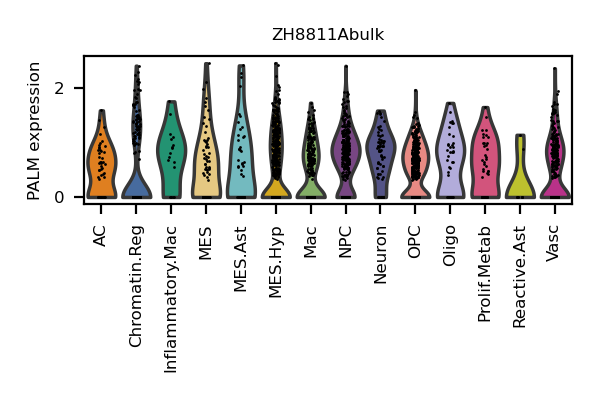 ZH8811Abulk
PALM expression
2
0
AC
Chromatin.Reg
Inflammatory.Mac
MES
MES.Ast
MES.Hyp
Mac
NPC
Neuron
OPC
Oligo
Prolif.Metab
Reactive.Ast
Vasc